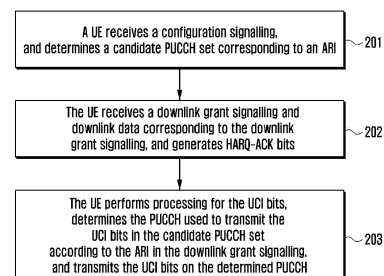 A UE receives a configuration signalling,
and determines a candidate PUCCH set corresponding to an ARI
201
The UE receives a downlink grant signalling and
downlink data corresponding to the downlink
grant signalling, and generates HARQ-ACK bits
202
The UE performs processing for the UCI bits,
determines the PUCCH used to transmit the
UCI bits in the candidate PUCCH set
according to the ARI in the downlink grant signalling,
and transmits the UCI bits on the determined PUCCH
203